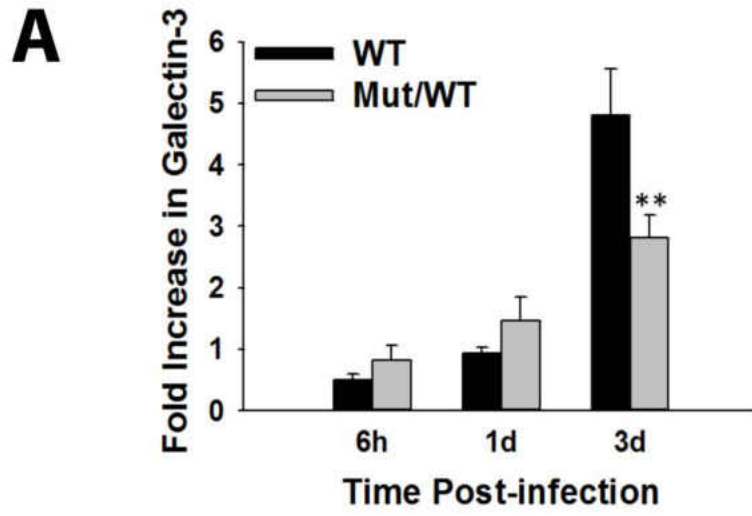 A
Fold Increase in Galectin-3
6
5
4
3
2
1
0
WT
Mut/WT
**
6h 1d 3d
Time Post-infection